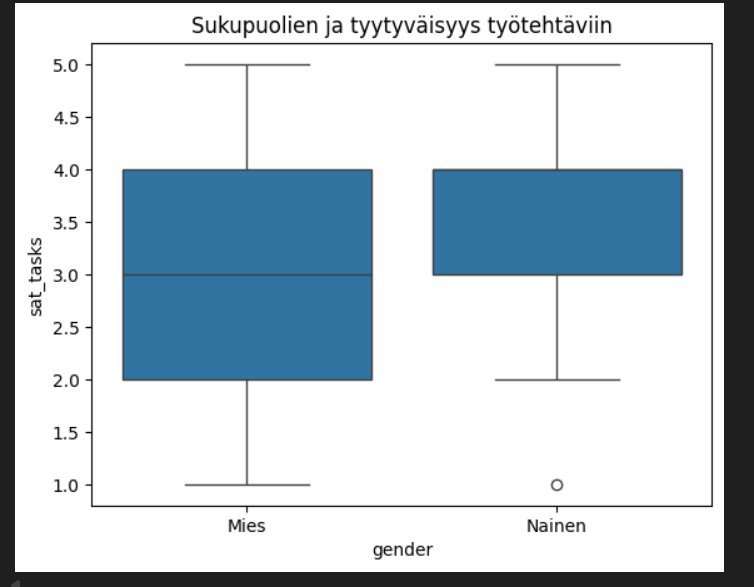 Sukupuolien ja tyytyväisyys työtehtäviin
sat_tasks
5.0
4.5
4.0
3.5
3.0
2.5
2.0
1.5
1.0
Mies Nainen
gender